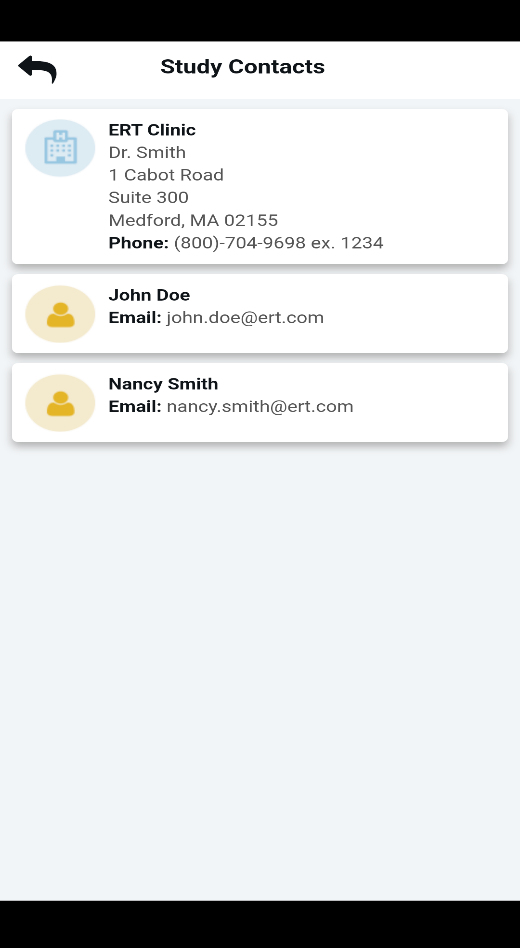 Study Contacts
ERT Clinic
Dr. Smith
1 Cabot Road
Suite 300
Medford, MA 02155
Phone: (800)-704-9698 ex. 1234
John Doe
Email: john.doe@ert.com
Nancy Smith
Email: nancy.smith@ert.com